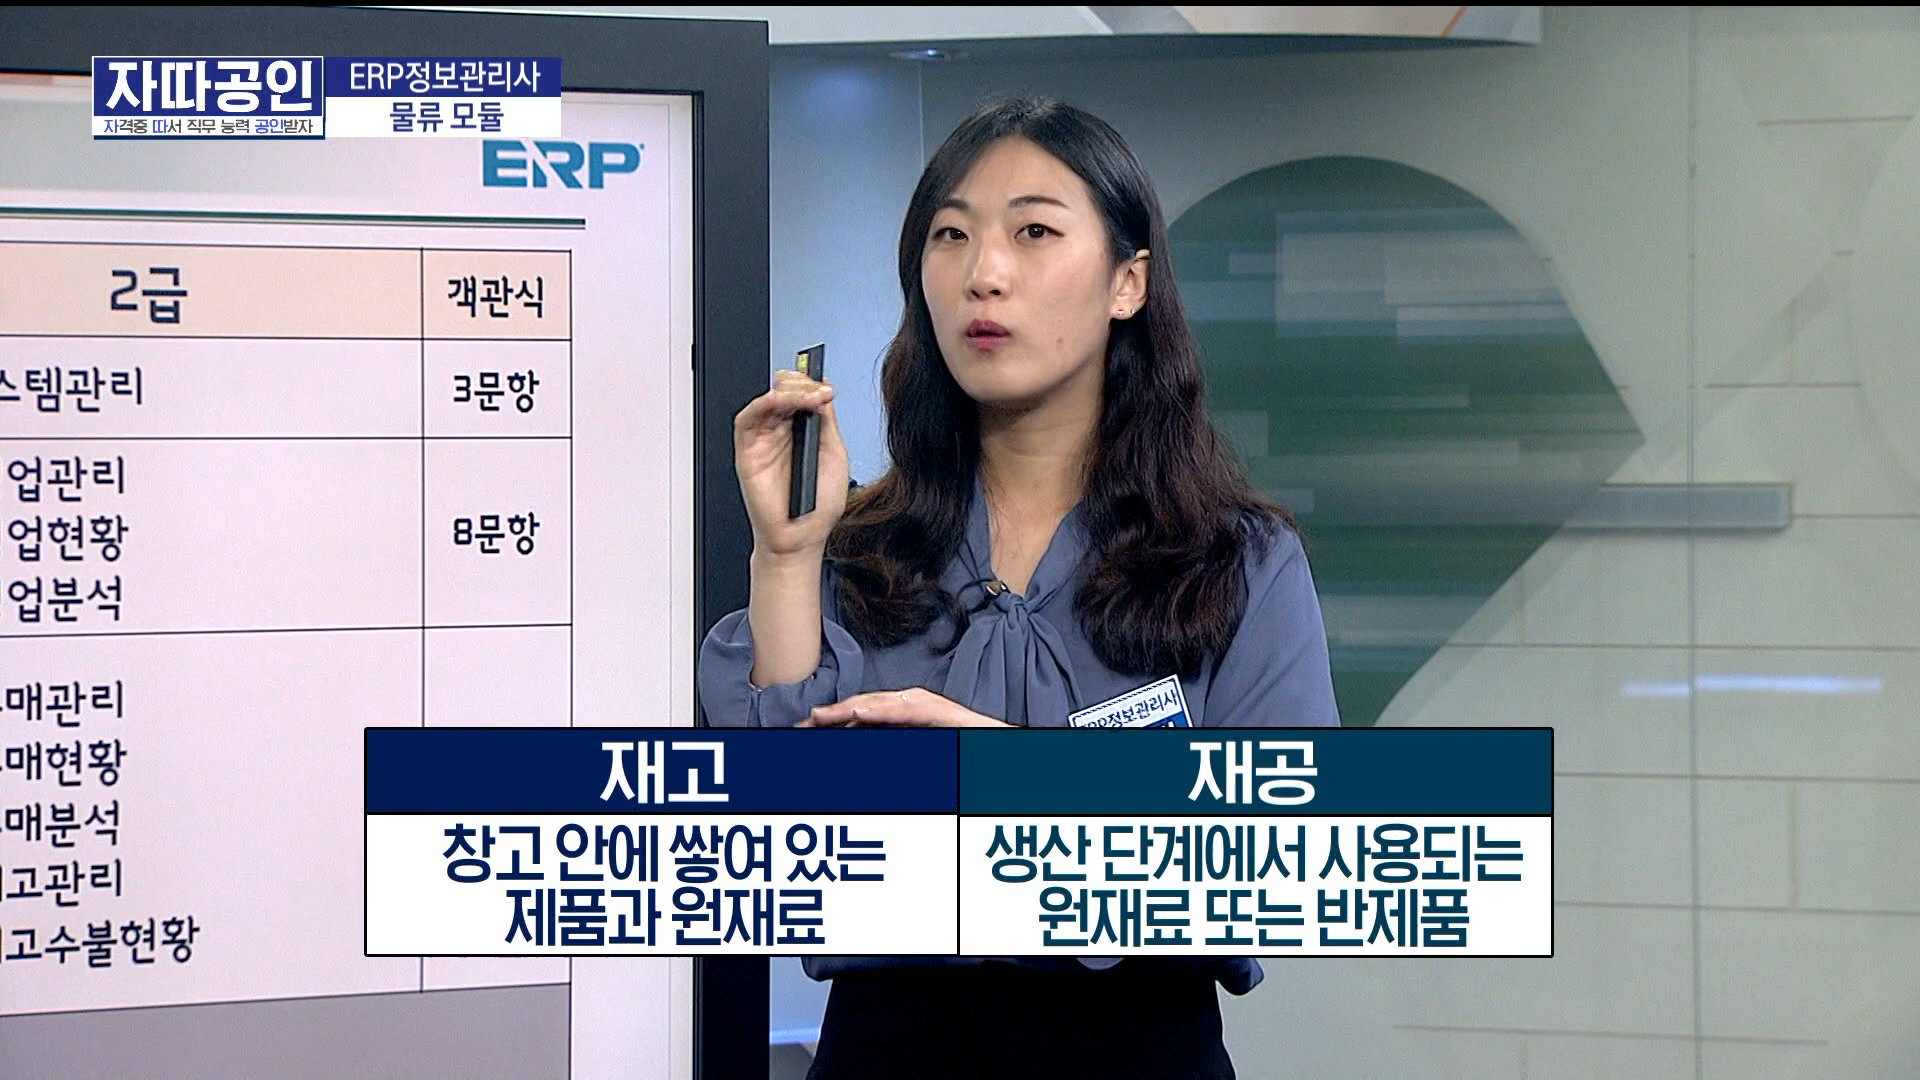 자따공인
자격증 따서 직무 능력 공인받자
ERP정보관리사
물류 모듈
ERP
2급
객관식
스템관리
3문항
업관리
업현황
8문항
업분석
매관리
매현황
매분석
고관리
고수불현황
ERP정보관리사
재고
재공
창고 안에 쌓여 있는
제품과 원재료
생산 단계에서 사용되는
원재료 또는 반제품